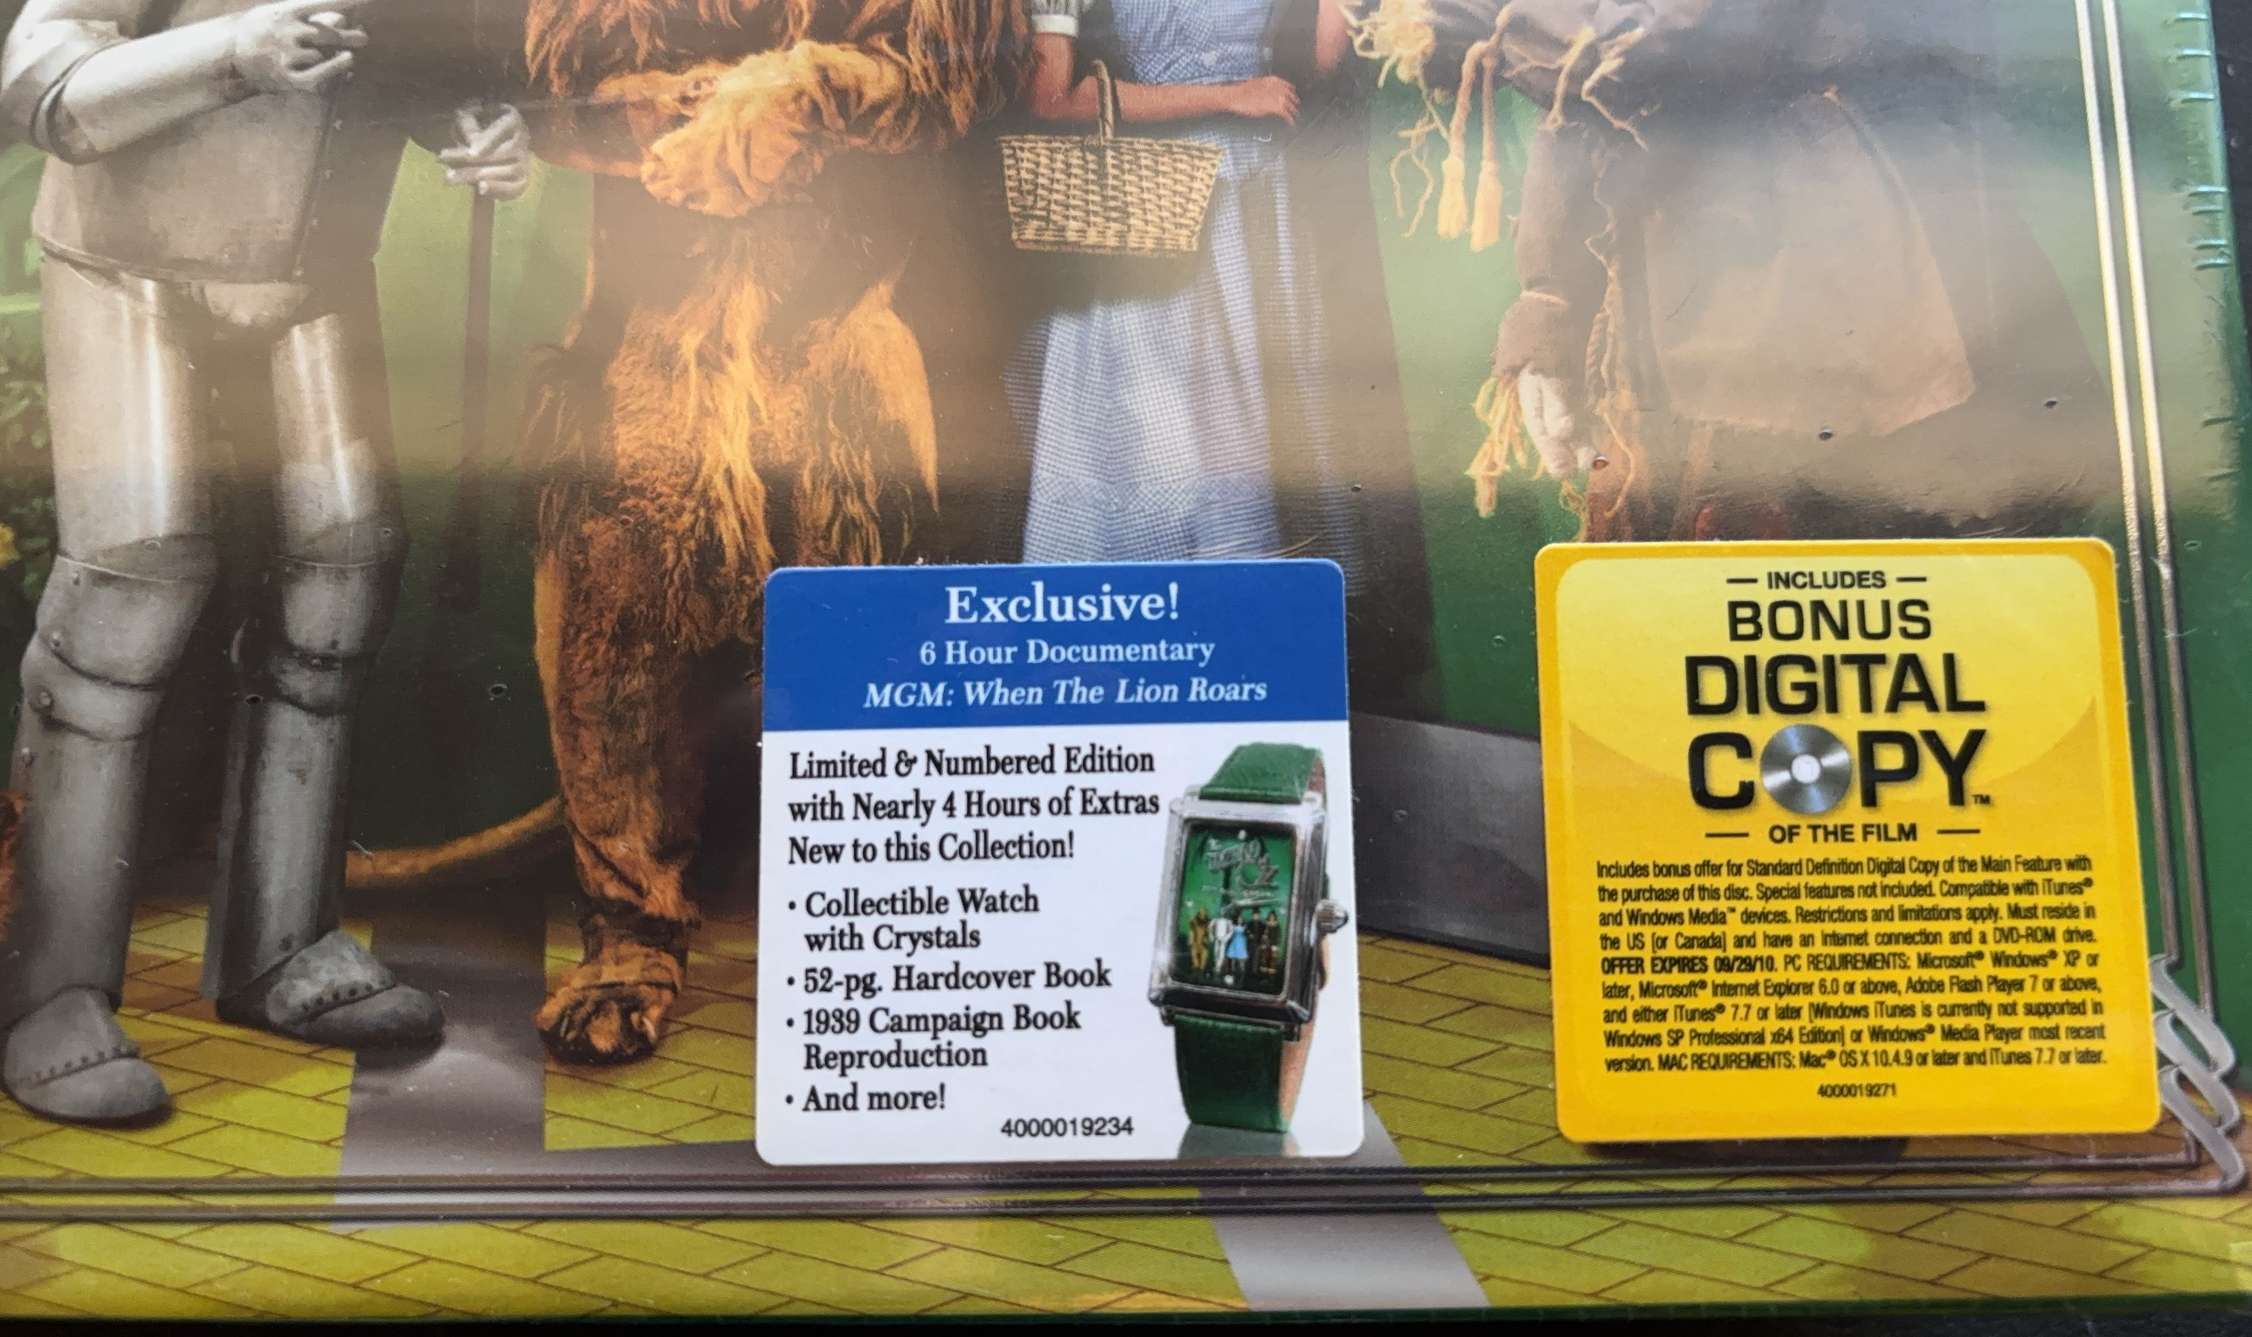 Exclusive!
6 Hour Documentary
MGM: When The Lion Roars
Limited & Numbered Edition
with Nearly 4 Hours of Extras
New to this Collection!
• Collectible Watch
with Crystals
• 52-pg. Hardcover Book
• 1939 Campaign Book
Reproduction
• And more!
4000019234
— INCLUDES —
BONUS
DIGITAL
COPY™
— OF THE FILM —
Includes bonus offer for Standard Definition Digital Copy of the Main Feature with
the purchase of this disc. Special features not included. Compatible with iTunes®
and Windows Media™ devices. Restrictions and limitations apply. Must reside in
the US (or Canada) and have an Internet connection and a DVD-ROM drive.
OFFER EXPIRES 09/29/10. PC REQUIREMENTS: Microsoft® Windows® XP or
later, Microsoft® Internet Explorer 6.0 or above, Adobe Flash Player 7 or above,
and either iTunes® 7.7 or later (Windows iTunes is currently not supported in
Windows SP Professional x64 Edition) or Windows® Media Player most recent
version. MAC REQUIREMENTS: Mac® OS X 10.4.9 or later and iTunes 7.7 or later.
4000019271